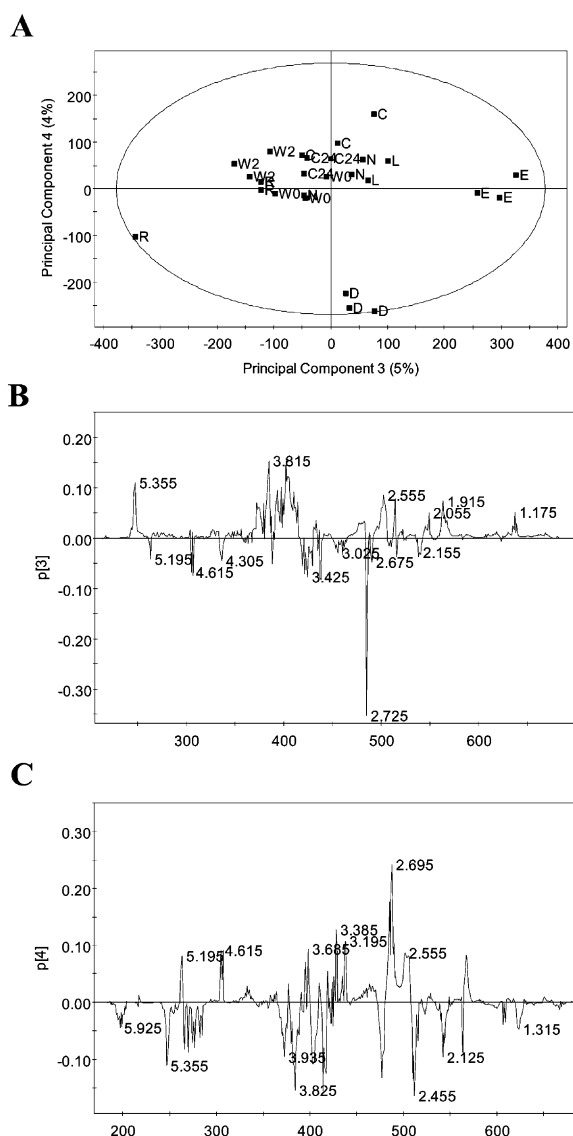 A
Principal Component 4 (4%)
200
100
0
-100
-200
C
C
W2
C
C24
C24
N
L
W2
C24
N
L
E
W2
W0
R
R
W0
N
W0
E
E
R
D
D
D
-400
-300
-200
-100
0
100
200
300
400
Principal Component 3 (5%)
B
p[3]
0.20
0.10
0.00
-0.10
-0.20
-0.30
5.355
3.815
2.555
1.915
2.055
1.175
5.195
4.615
4.305
3.425
3.025
2.675
2.155
2.725
300
400
500
600
C
p[4]
0.30
0.20
0.10
0.00
-0.10
2.695
5.195
4.615
3.685
3.385
3.195
2.555
5.925
5.355
3.935
3.825
2.455
2.125
1.315
200
300
400
500
600